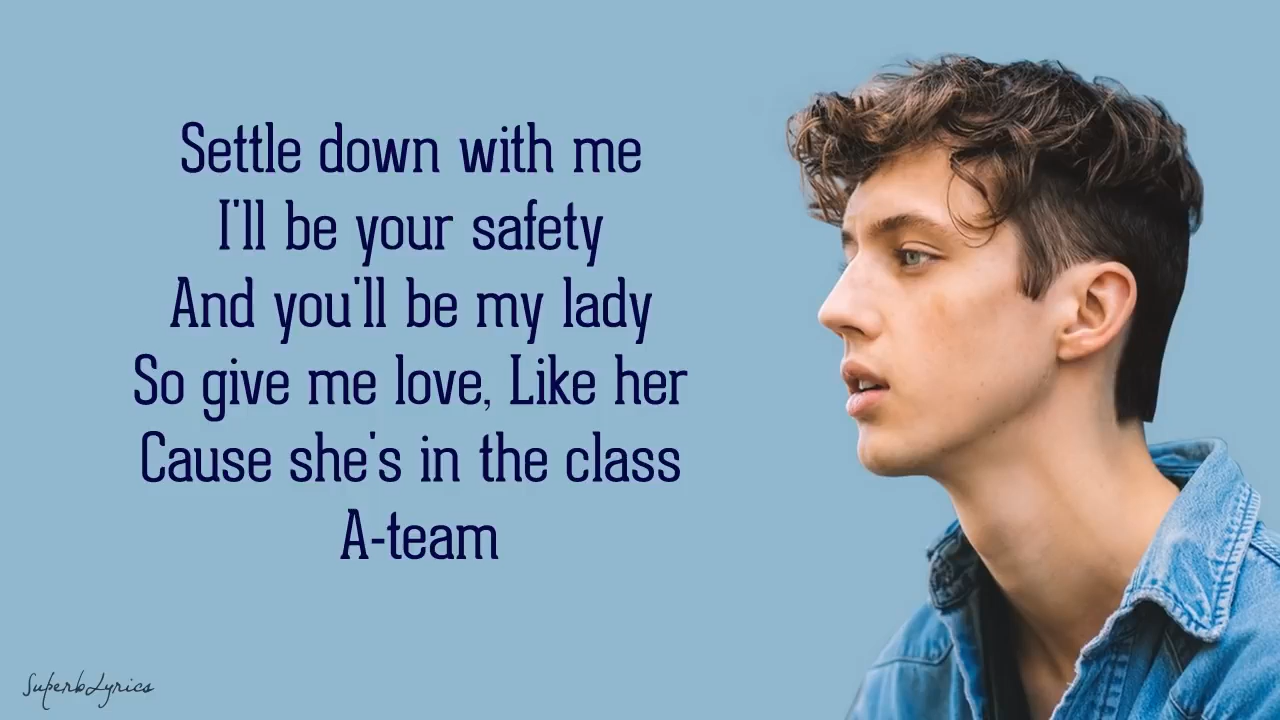 Settle down with me
I'll be your safety
And you'll be my lady
So give me love, Like her
Cause she's in the class
A-team
SuperbLyrics